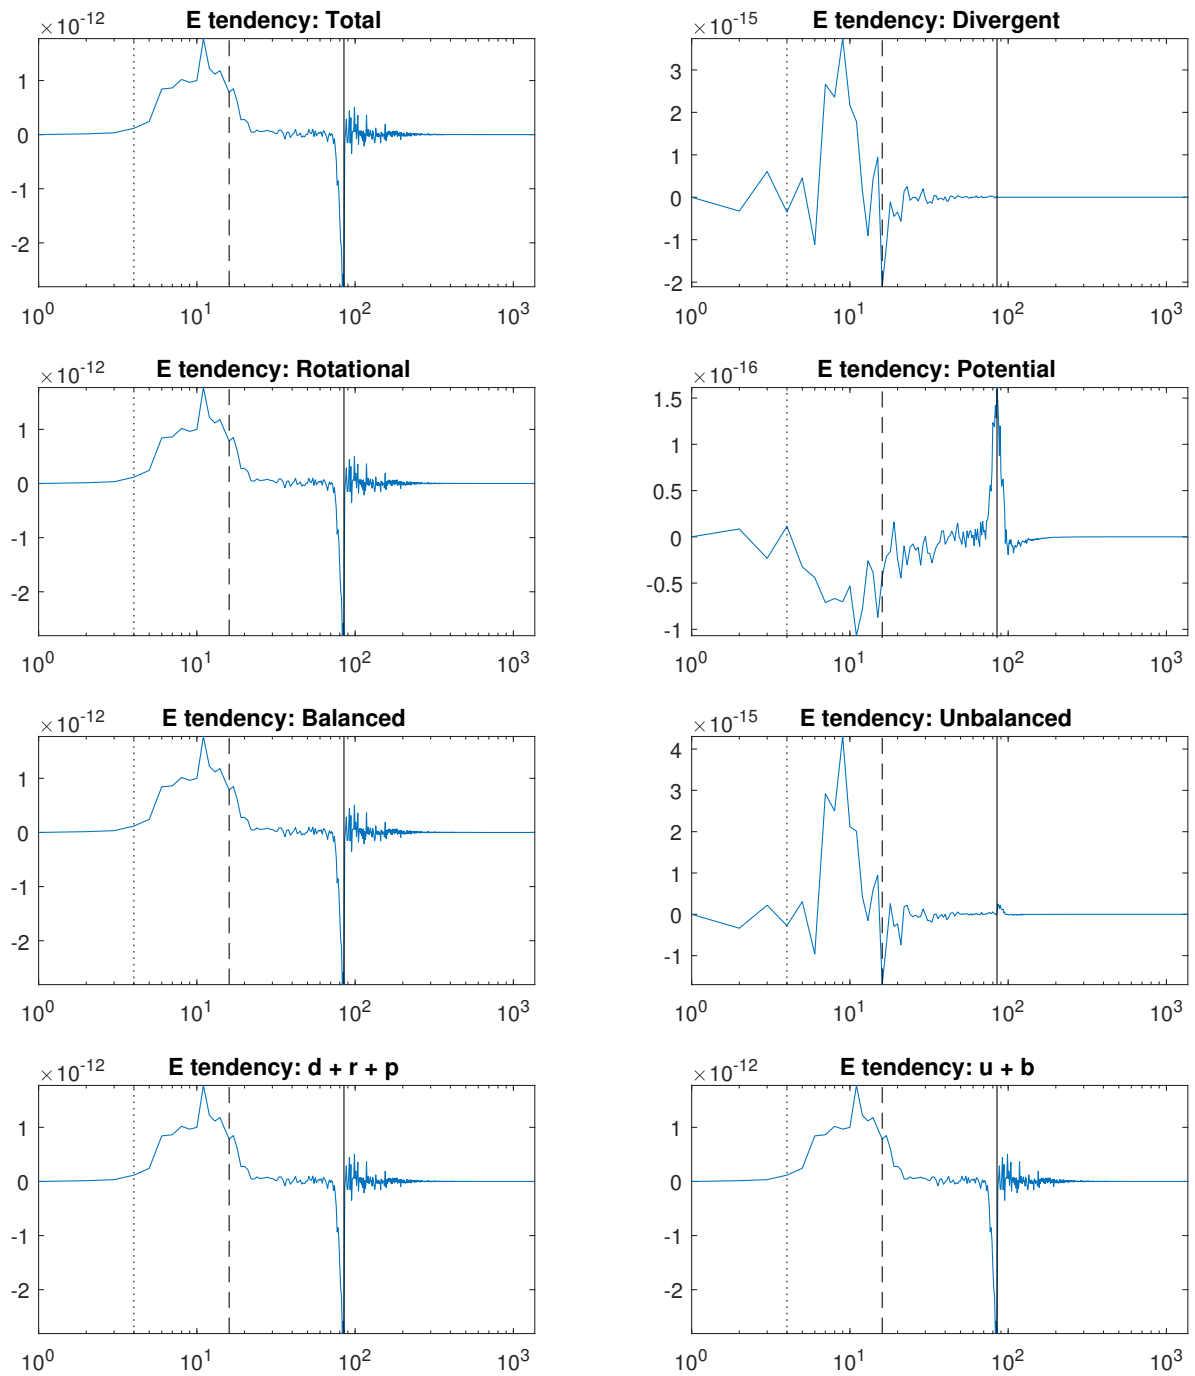 ×10^-12 E tendency: Total
1
0
-1
-2
10^0 10^1 10^2 10^3
×10^-15 E tendency: Divergent
3
2
1
0
-1
-2
10^0 10^1 10^2 10^3
×10^-12 E tendency: Rotational
1
0
-1
-2
10^0 10^1 10^2 10^3
×10^-16 E tendency: Potential
1.5
1
0.5
0
-0.5
-1
10^0 10^1 10^2 10^3
×10^-12 E tendency: Balanced
1
0
-1
-2
10^0 10^1 10^2 10^3
×10^-15 E tendency: Unbalanced
4
3
2
1
0
-1
10^0 10^1 10^2 10^3
×10^-12 E tendency: d + r + p
1
0
-1
-2
10^0 10^1 10^2 10^3
×10^-12 E tendency: u + b
1
0
-1
-2
10^0 10^1 10^2 10^3